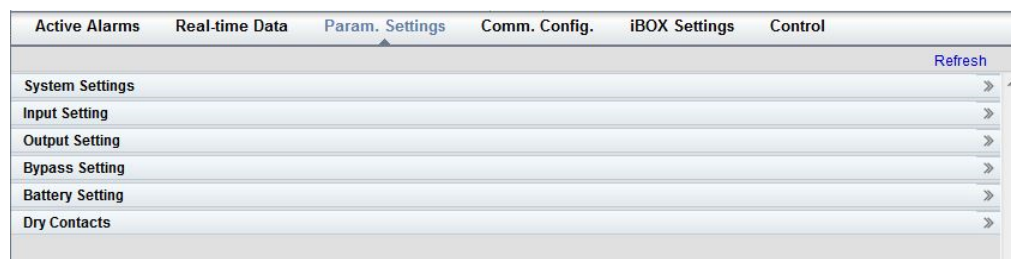 Active Alarms Real-time Data Param. Settings Comm. Config. iBOX Settings Control
Refresh
System Settings
Input Setting
Output Setting
Bypass Setting
Battery Setting
Dry Contacts